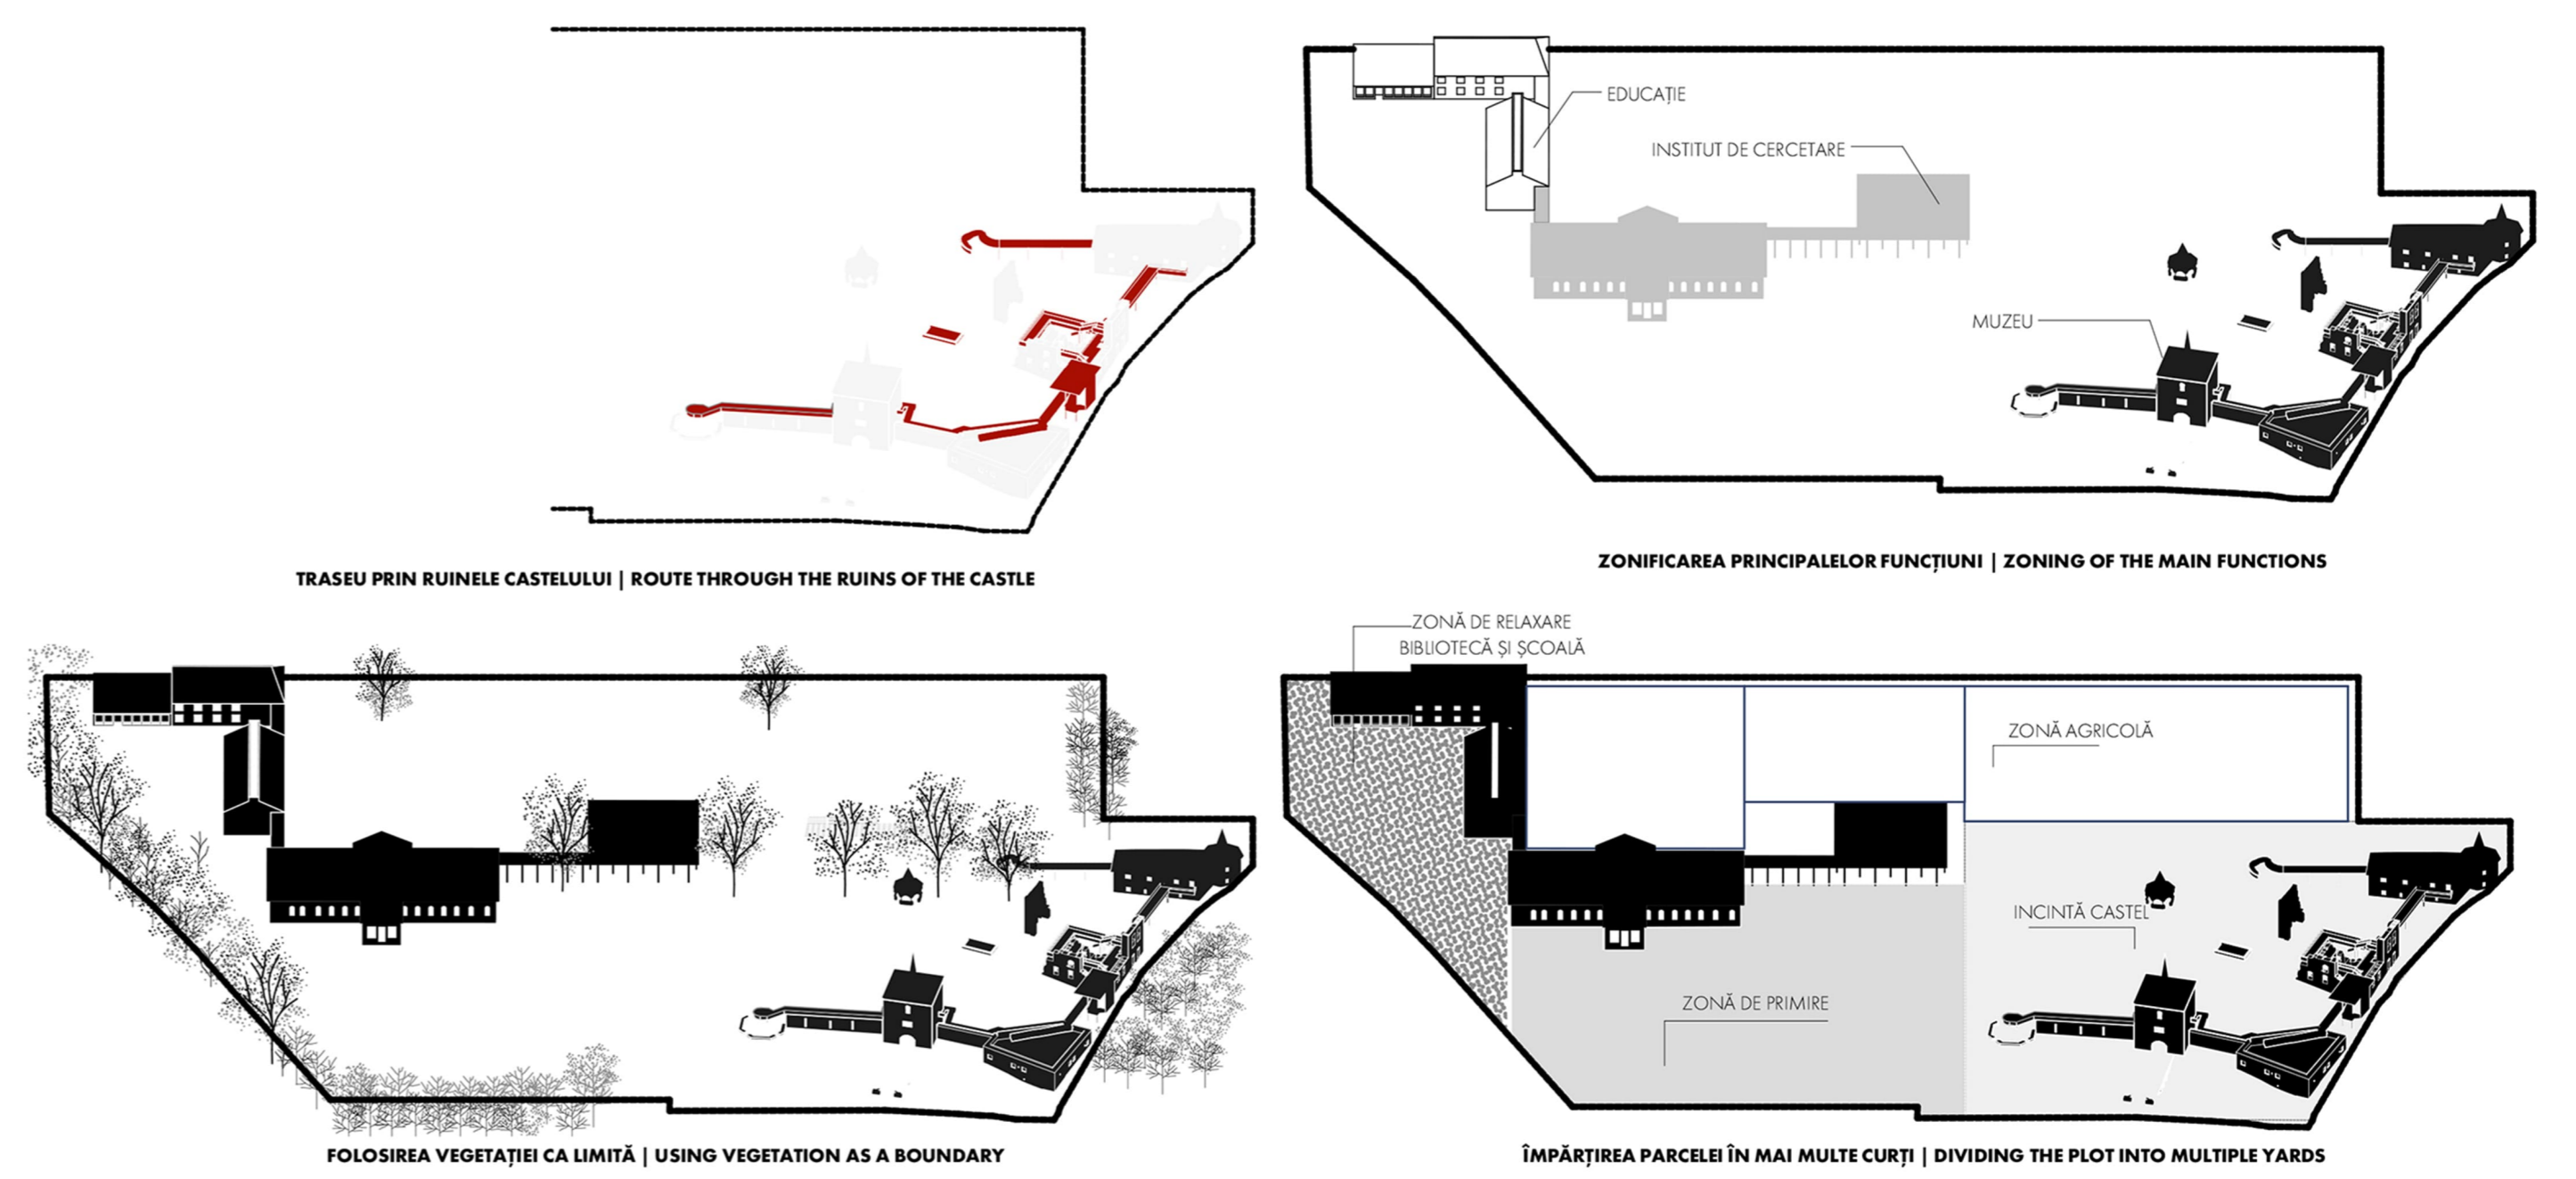 EDUCAȚIE
INSTITUT DE CERCETARE
MUZEU
TRASEU PRIN RUINELE CASTELULUI | ROUTE THROUGH THE RUINS OF THE CASTLE
ZONIFICAREA PRINCIPALELOR FUNCȚIUNI | ZONING OF THE MAIN FUNCTIONS
ZONĂ DE RELAXARE
BIBLIOTECĂ ȘI ȘCOALĂ
ZONĂ AGRICOLĂ
INCINTĂ CASTEL
ZONĂ DE PRIMIRE
FOLOSIREA VEGETAȚIEI CA LIMITĂ | USING VEGETATION AS A BOUNDARY
ÎMPĂRȚIREA PARCELEI ÎN MAI MULTE CURȚI | DIVIDING THE PLOT INTO MULTIPLE YARDS